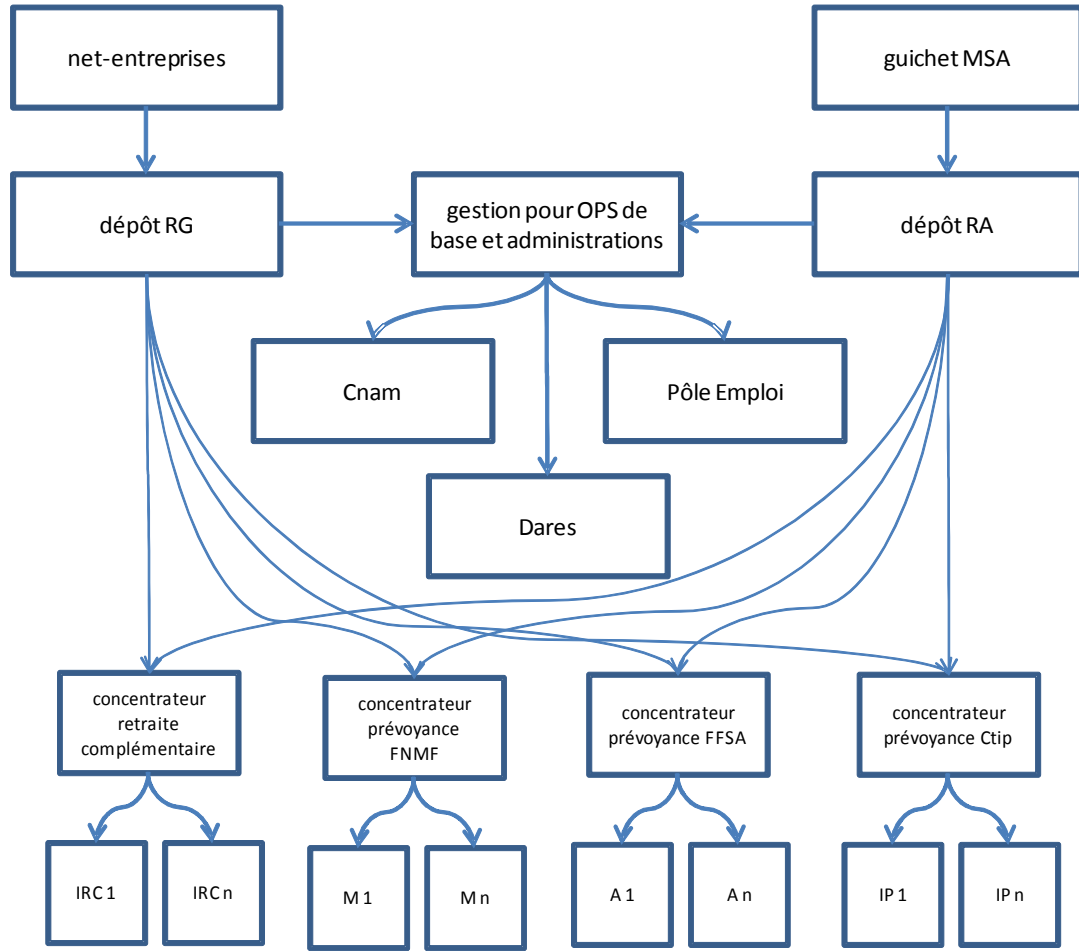 net-entreprises
guichet MSA
dépôt RG
gestion pour OPS de
base et administrations
dépôt RA
Cnam
Pôle Emploi
Dares
concentrateur
retraite
complémentaire
concentrateur
prévoyance
FNMF
concentrateur
prévoyance FFSA
concentrateur
prévoyance Ctip
IRC 1
IRC n
M 1
M n
A 1
A n
IP 1
IP n